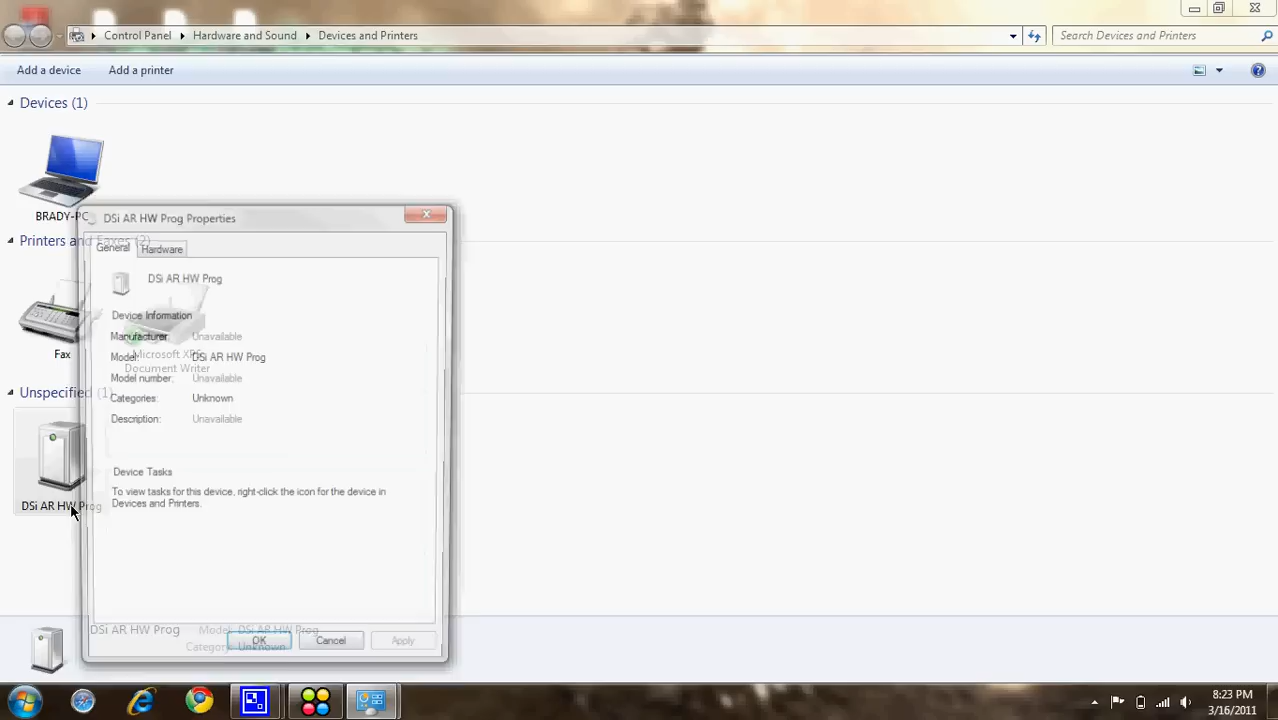 Control Panel Hardware and Sound Devices and Printers
Search Devices and Printers
Add a device Add a printer
Devices (1)
BRADY-PC
Printers and Faxes (2)
Fax
Microsoft XPS
Document Writer
Unspecified (1)
DSi AR HW Prog
DSi AR HW Prog Properties
General Hardware
DSi AR HW Prog
Device Information
Manufacturer: Unavailable
Model: DSi AR HW Prog
Model number: Unavailable
Categories: Unknown
Description: Unavailable
Device Tasks
To view tasks for this device, right-click the icon for the device in
Devices and Printers.
OK Cancel Apply
DSi AR HW Prog Model: DSi AR HW Prog
Category: Unknown
8:23 PM
3/16/2011